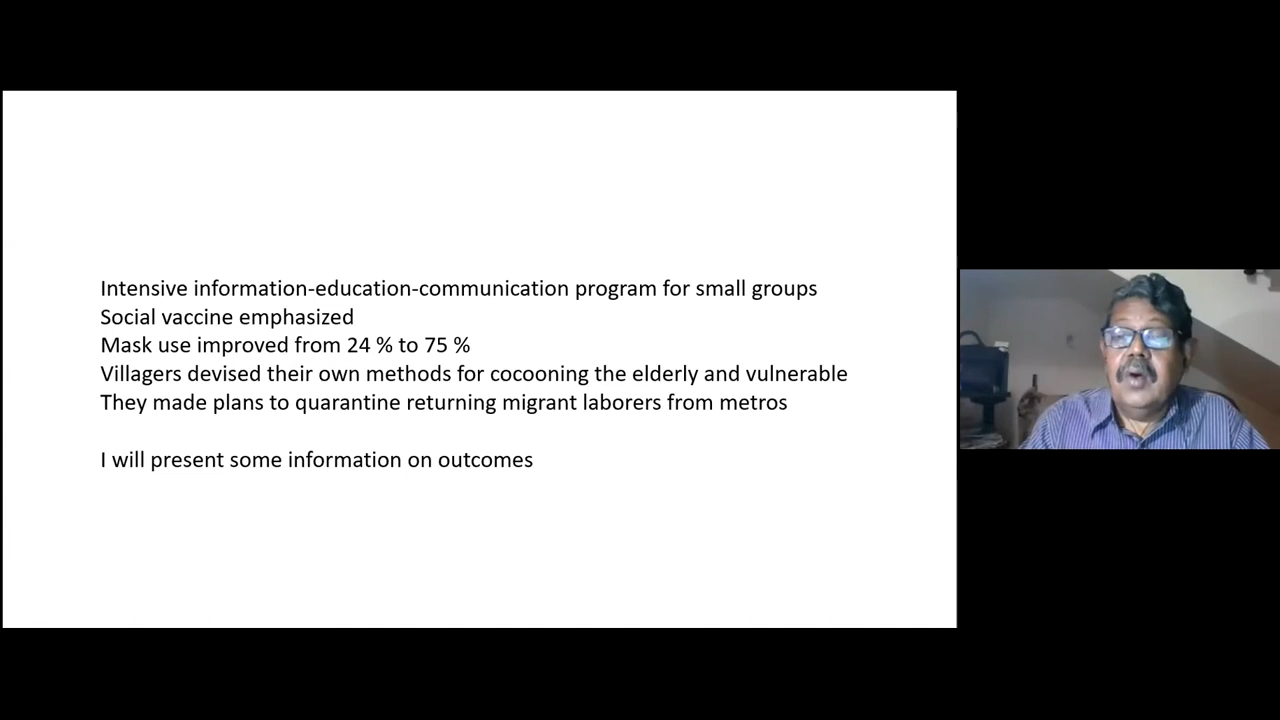 Intensive information-education-communication program for small groups
Social vaccine emphasized
Mask use improved from 24 % to 75 %
Villagers devised their own methods for cocooning the elderly and vulnerable
They made plans to quarantine returning migrant laborers from metros
I will present some information on outcomes